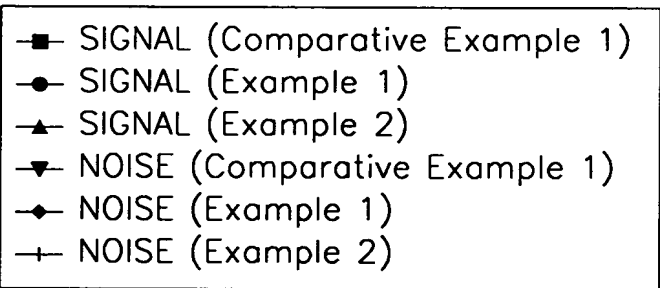 SIGNAL (Comparative Example 1)
SIGNAL (Example 1)
SIGNAL (Example 2)
NOISE (Comparative Example 1)
NOISE (Example 1)
NOISE (Example 2)